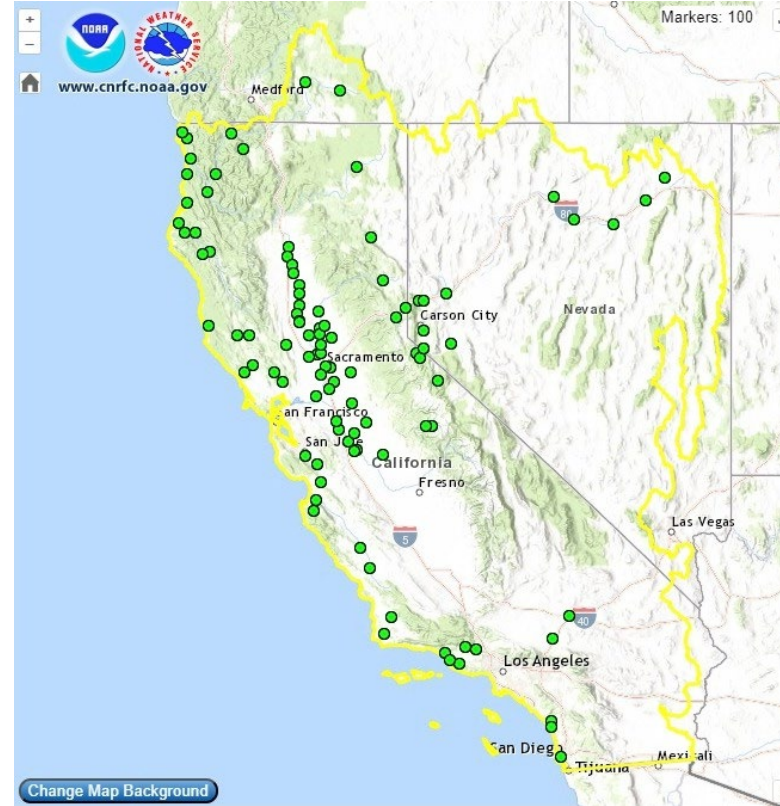 +
Markers: 100
−
NOAA
NATIONAL WEATHER SERVICE
www.cnrfc.noaa.gov
Medford
80
Nevada
Carson City
Sacramento
an Francisco
San Jose
California
Fresno
Las Vegas
5
40
Los Angeles
San Diego
Tijuana
Mexicali
Change Map Background